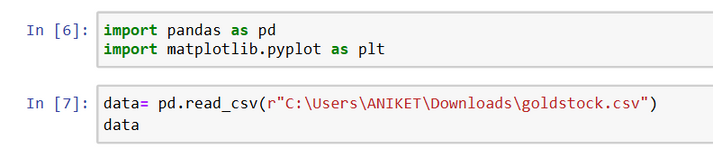 In [6]: import pandas as pd
import matplotlib.pyplot as plt
In [7]: data= pd.read_csv(r"C:\Users\ANIKET\Downloads\goldstock.csv")
data